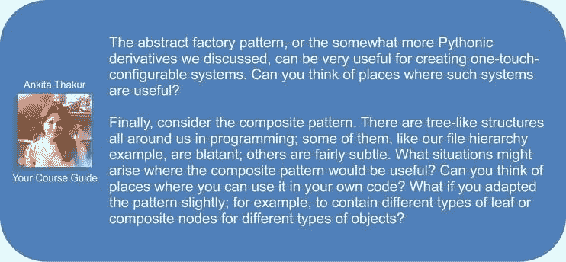 The abstract factory pattern, or the somewhat more Pythonic
derivatives we discussed, can be very useful for creating one-touch-
configurable systems. Can you think of places where such systems
are useful?
Finally, consider the composite pattern. There are tree-like structures
all around us in programming; some of them, like our file hierarchy
example, are blatant; others are fairly subtle. What situations might
arise where the composite pattern would be useful? Can you think of
places where you can use it in your own code? What if you adapted
the pattern slightly; for example, to contain different types of leaf or
composite nodes for different types of objects?
Ankita Thakur
Your Course Guide